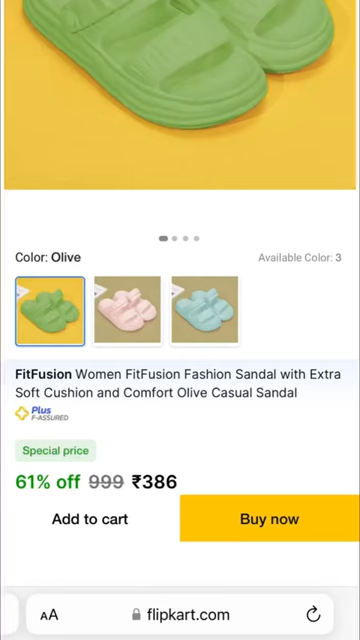 Color: Olive
Available Color: 3
FitFusion Women FitFusion Fashion Sandal with Extra
Soft Cushion and Comfort Olive Casual Sandal
Plus
F-ASSURED
Special price
61% off 999 ₹386
Add to cart
Buy now
AA
flipkart.com